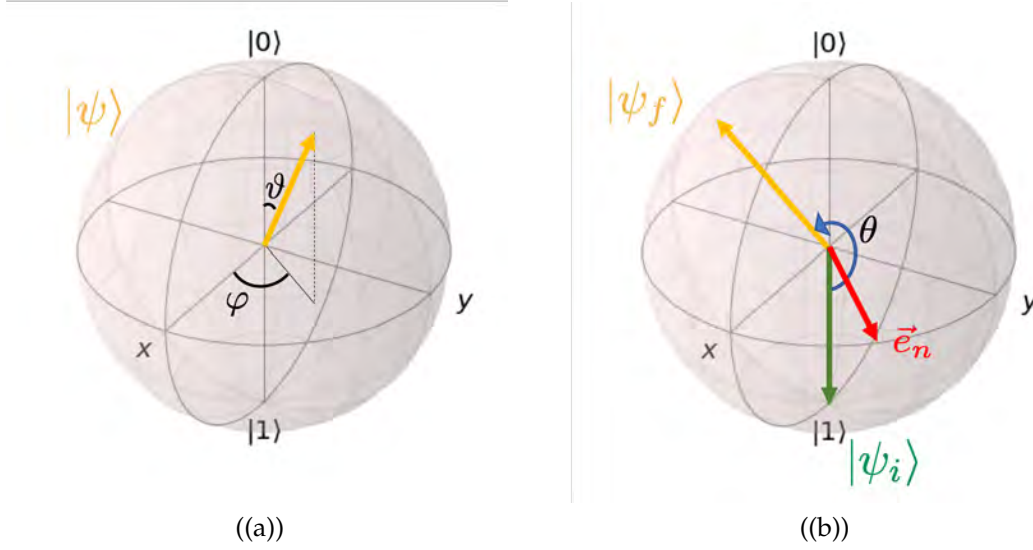 |0⟩
|ψ⟩
ϑ
φ
x
y
|1⟩
((a))
|0⟩
|ψ_f⟩
θ
x
y
e⃗_n
|1⟩
|ψ_i⟩
((b))